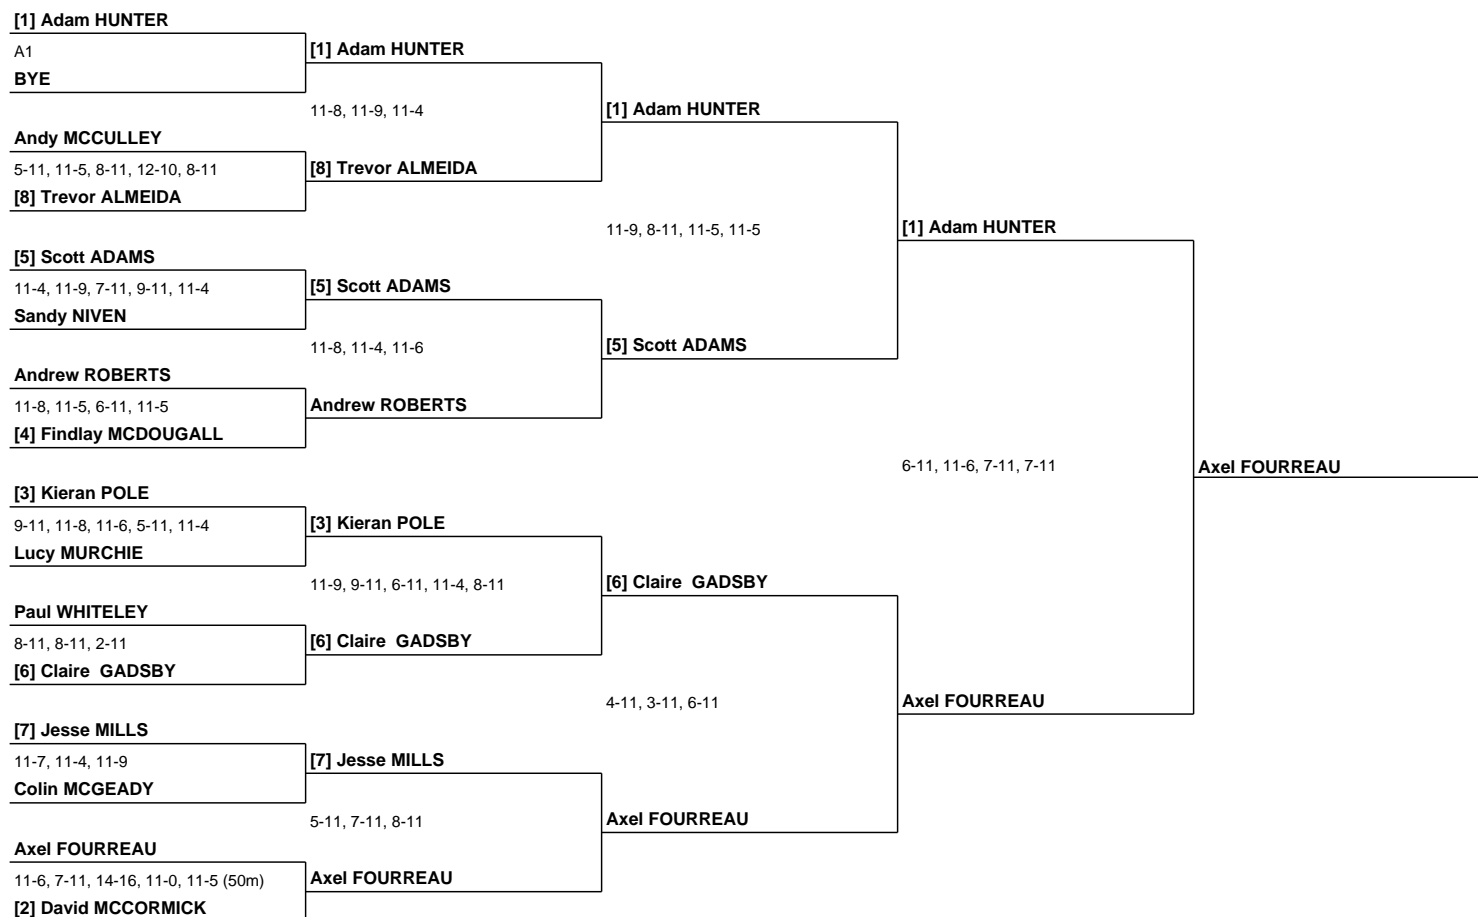 [1] Adam HUNTER
A1
BYE
Andy MCCULLEY
5-11, 11-5, 8-11, 12-10, 8-11
[8] Trevor ALMEIDA
[5] Scott ADAMS
11-4, 11-9, 7-11, 9-11, 11-4
Sandy NIVEN
Andrew ROBERTS
11-8, 11-5, 6-11, 11-5
[4] Findlay MCDOUGALL
[3] Kieran POLE
9-11, 11-8, 11-6, 5-11, 11-4
Lucy MURCHIE
Paul WHITELEY
8-11, 8-11, 2-11
[6] Claire  GADSBY
[7] Jesse MILLS
11-7, 11-4, 11-9
Colin MCGEADY
Axel FOURREAU
11-6, 7-11, 14-16, 11-0, 11-5 (50m)
[2] David MCCORMICK
[1] Adam HUNTER
11-8, 11-9, 11-4
[8] Trevor ALMEIDA
[5] Scott ADAMS
11-8, 11-4, 11-6
Andrew ROBERTS
[3] Kieran POLE
11-9, 9-11, 6-11, 11-4, 8-11
[6] Claire  GADSBY
[7] Jesse MILLS
5-11, 7-11, 8-11
Axel FOURREAU
[1] Adam HUNTER
11-9, 8-11, 11-5, 11-5
[5] Scott ADAMS
[6] Claire  GADSBY
4-11, 3-11, 6-11
Axel FOURREAU
[1] Adam HUNTER
6-11, 11-6, 7-11, 7-11
Axel FOURREAU
Axel FOURREAU